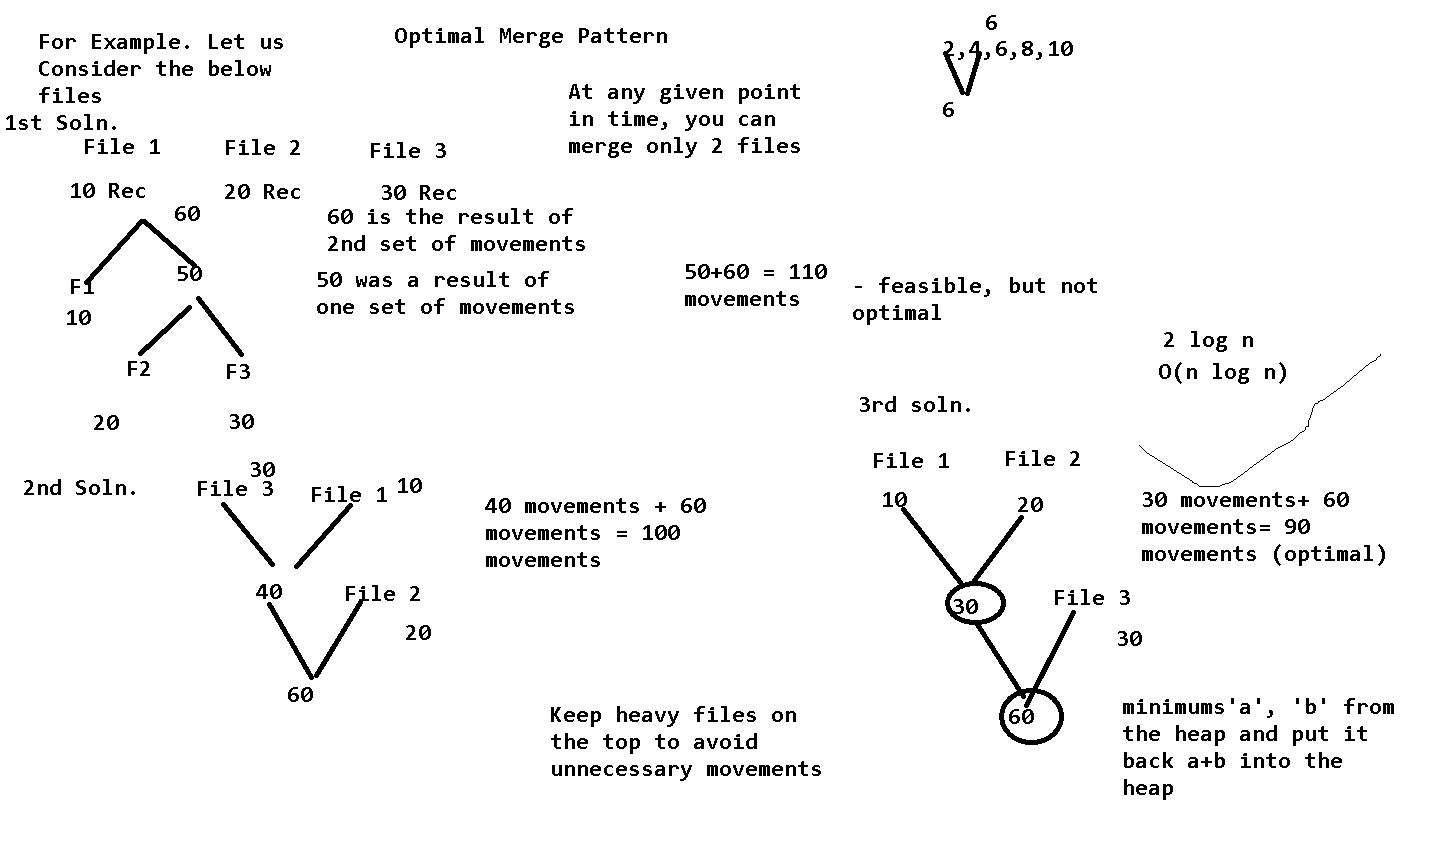 Optimal Merge Pattern
For Example. Let us
Consider the below
files
1st Soln.
File 1
File 2
File 3
10 Rec
20 Rec
30 Rec
At any given point
in time, you can
merge only 2 files
6
2,4,6,8,10
6
60
60 is the result of
2nd set of movements
F1
50
10
50 was a result of
one set of movements
50+60 = 110
movements
- feasible, but not
optimal
F2
F3
20
30
2 log n
O(n log n)
2nd Soln.
30
File 3
File 1
10
40
File 2
20
60
40 movements + 60
movements = 100
movements
3rd soln.
File 1
File 2
10
20
30
File 3
30
60
30 movements+ 60
movements= 90
movements (optimal)
Keep heavy files on
the top to avoid
unnecessary movements
minimums'a', 'b' from
the heap and put it
back a+b into the
heap